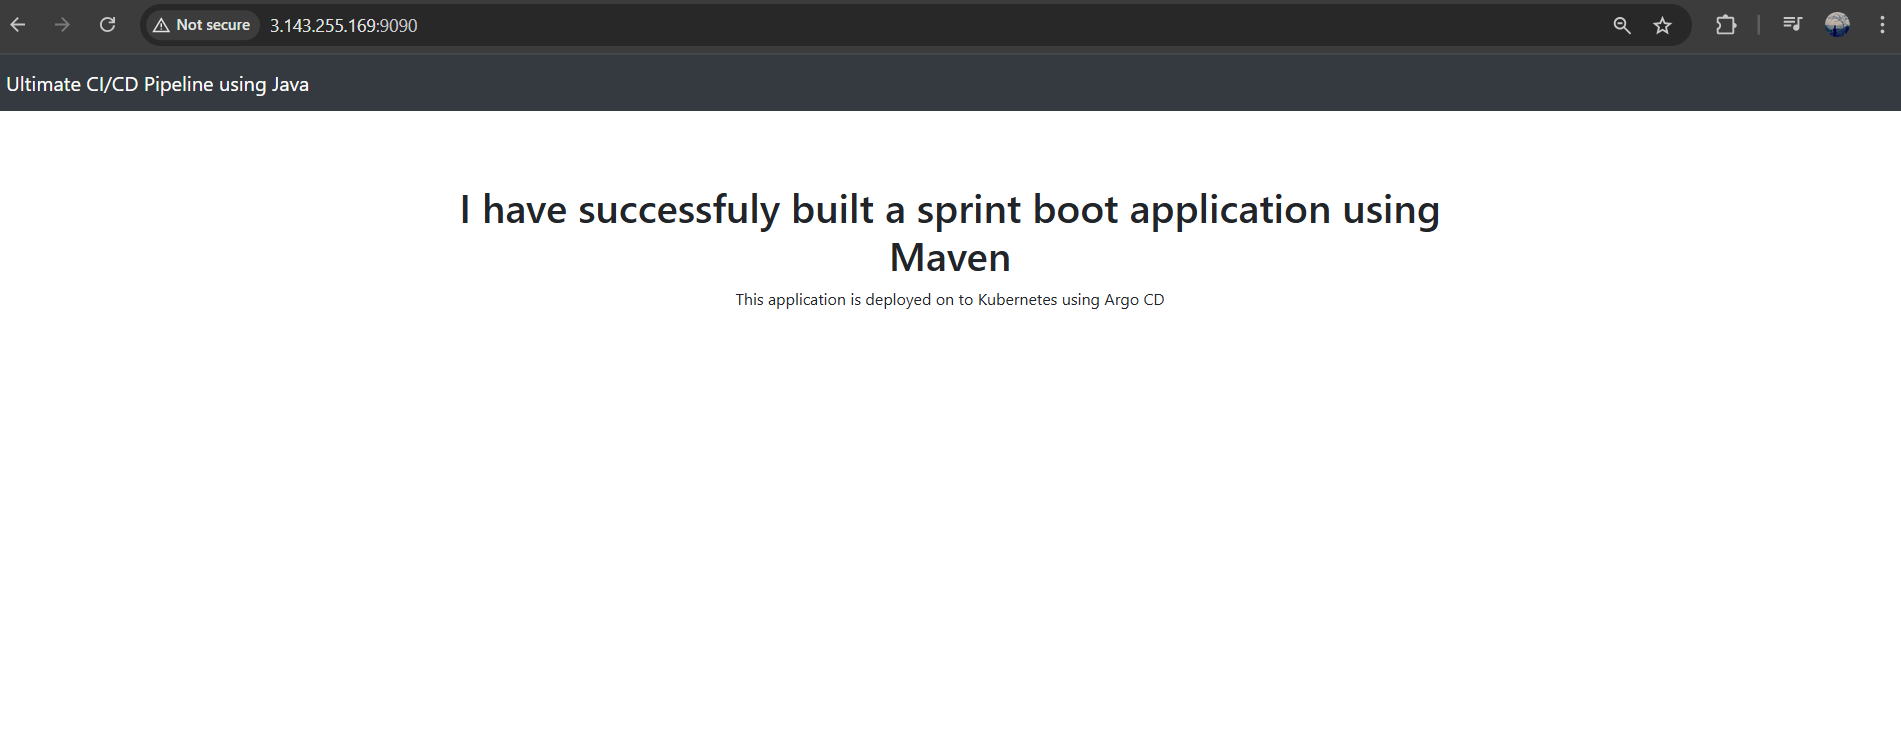 Not secure 3.143.255.169:9090
Ultimate CI/CD Pipeline using Java
I have successfuly built a sprint boot application using
Maven
This application is deployed on to Kubernetes using Argo CD